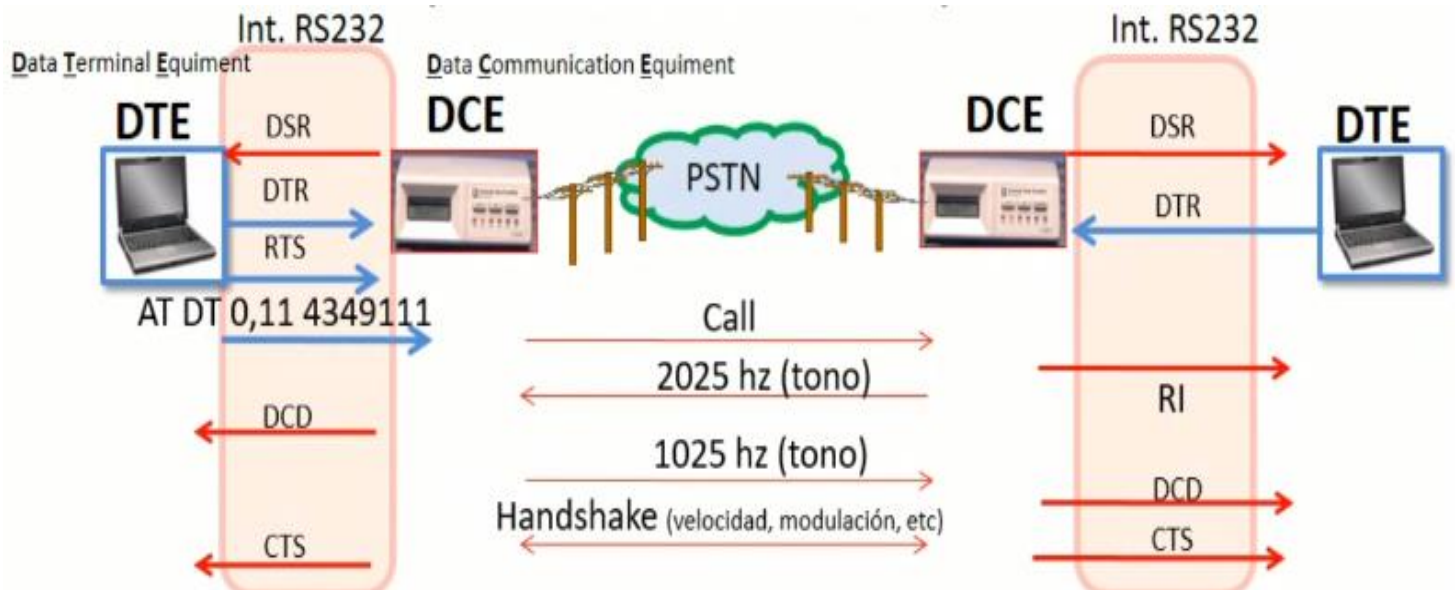 Int. RS232
Int. RS232
Data Terminal Equiment
Data Communication Equiment
DTE
DCE
DCE
DTE
DSR
DSR
PSTN
DTR
DTR
RTS
AT DT 0,11 4349111
Call
2025 hz (tono)
RI
DCD
1025 hz (tono)
DCD
Handshake (velocidad, modulación, etc)
CTS
CTS